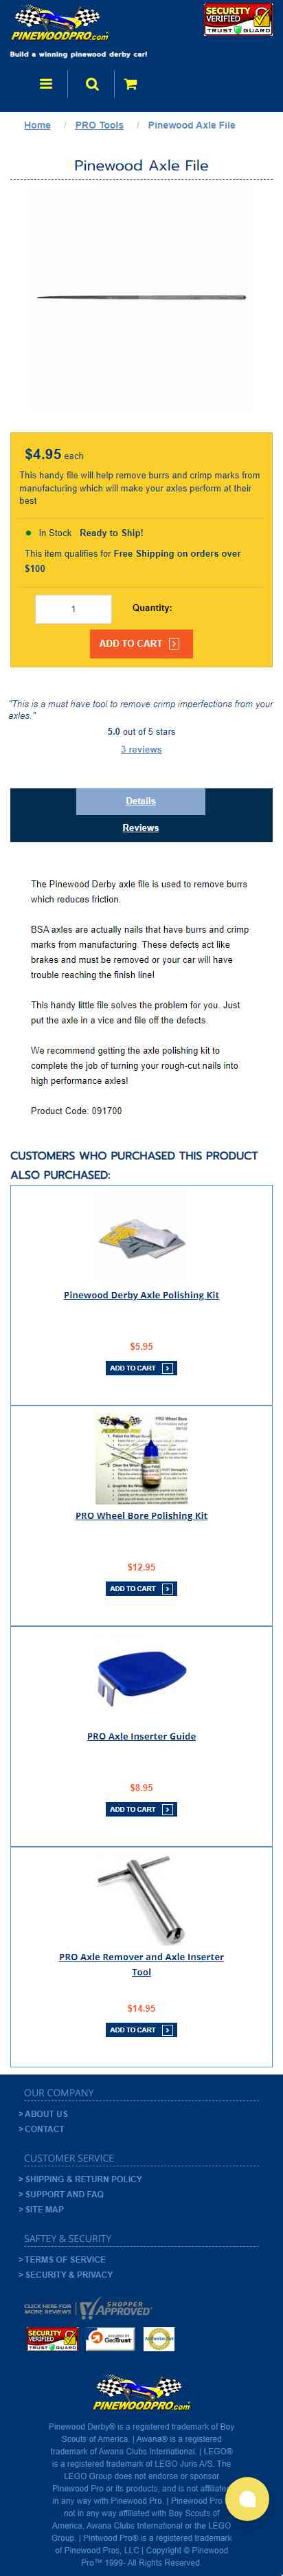 PINEWOODPRO.com
Build a winning pinewood derby car!
SECURITY
VERIFIED
TRUST GUARD
Home / PRO Tools / Pinewood Axle File
Pinewood Axle File
$4.95 each
This handy file will help remove burrs and crimp marks from
manufacturing which will make your axles perform at their
best
In Stock Ready to Ship!
This item qualifies for Free Shipping on orders over
$100
1 Quantity:
ADD TO CART
"This is a must have tool to remove crimp imperfections from your
axles."
5.0 out of 5 stars
3 reviews
Details
Reviews
The Pinewood Derby axle file is used to remove burrs
which reduces friction.
BSA axles are actually nails that have burrs and crimp
marks from manufacturing. These defects act like
brakes and must be removed or your car will have
trouble reaching the finish line!
This handy little file solves the problem for you. Just
put the axle in a vice and file off the defects.
We recommend getting the axle polishing kit to
complete the job of turning your rough-cut nails into
high performance axles!
Product Code: 091700
CUSTOMERS WHO PURCHASED THIS PRODUCT
ALSO PURCHASED:
Pinewood Derby Axle Polishing Kit
$5.95
ADD TO CART
PRO Wheel Bore Polishing Kit
$12.95
ADD TO CART
PRO Axle Inserter Guide
$8.95
ADD TO CART
PRO Axle Remover and Axle Inserter
Tool
$14.95
ADD TO CART
OUR COMPANY
> ABOUT US
> CONTACT
CUSTOMER SERVICE
> SHIPPING & RETURN POLICY
> SUPPORT AND FAQ
> SITE MAP
SAFTEY & SECURITY
> TERMS OF SERVICE
> SECURITY & PRIVACY
CLICK HERE FOR
MORE REVIEWS
SHOPPER
APPROVED
SECURITY
VERIFIED
TRUST GUARD
GeoTrust
Authorize.Net
PINEWOODPRO.com
Pinewood Derby® is a registered trademark of Boy
Scouts of America. | Awana® is a registered
trademark of Awana Clubs International. | LEGO®
is a registered trademark of LEGO Juris A/S. The
LEGO Group does not endorse or sponsor
Pinewood Pro or its products, and is not affiliated
in any way with Pinewood Pro. | Pinewood Pro
not in any way affiliated with Boy Scouts of
America, Awana Clubs International or the LEGO
Group. | Pintwood Pro® is a registered trademark
of Pinewood Pros, LLC | Copyright © Pinewood
Pro™ 1999- All Rights Reserved.